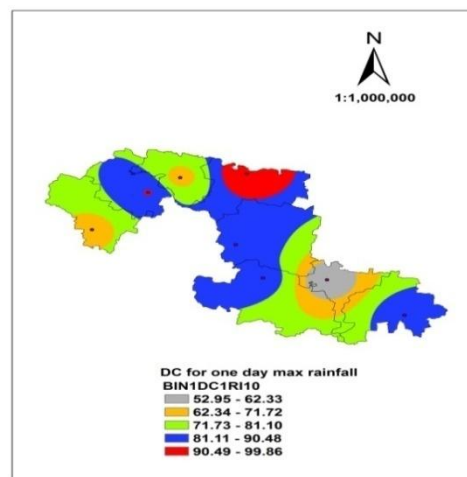 N
1:1,000,000
DC for one day max rainfall
BIN1DC1RI10
52.95 - 62.33
62.34 - 71.72
71.73 - 81.10
81.11 - 90.48
90.49 - 99.86